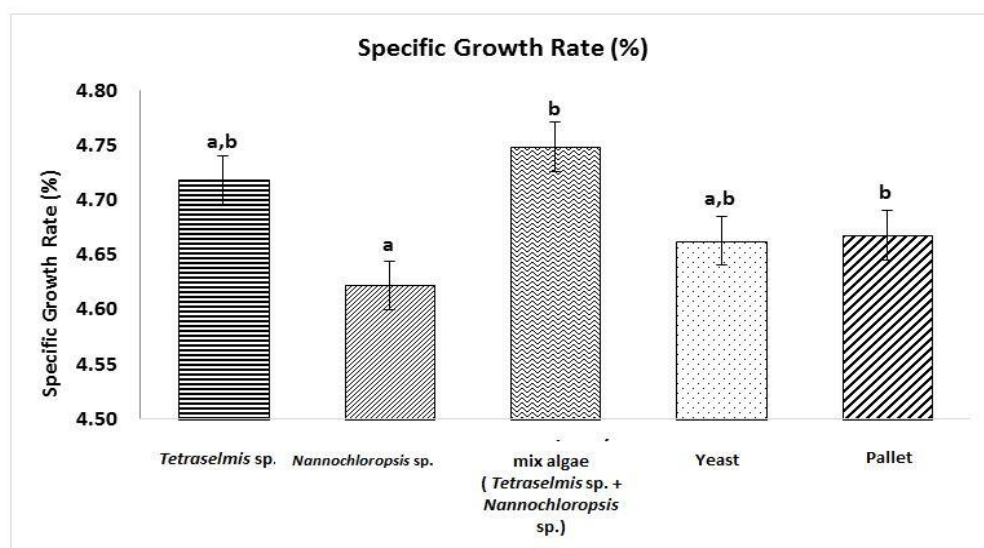 Specific Growth Rate (%)
Specific Growth Rate (%)
4.80
4.75
4.70
4.65
4.60
4.55
4.50
a,b
a
b
a,b
b
Tetraselmis sp.
Nannochloropsis sp.
mix algae
( Tetraselmis sp. +
Nannochloropsis
sp.)
Yeast
Pallet